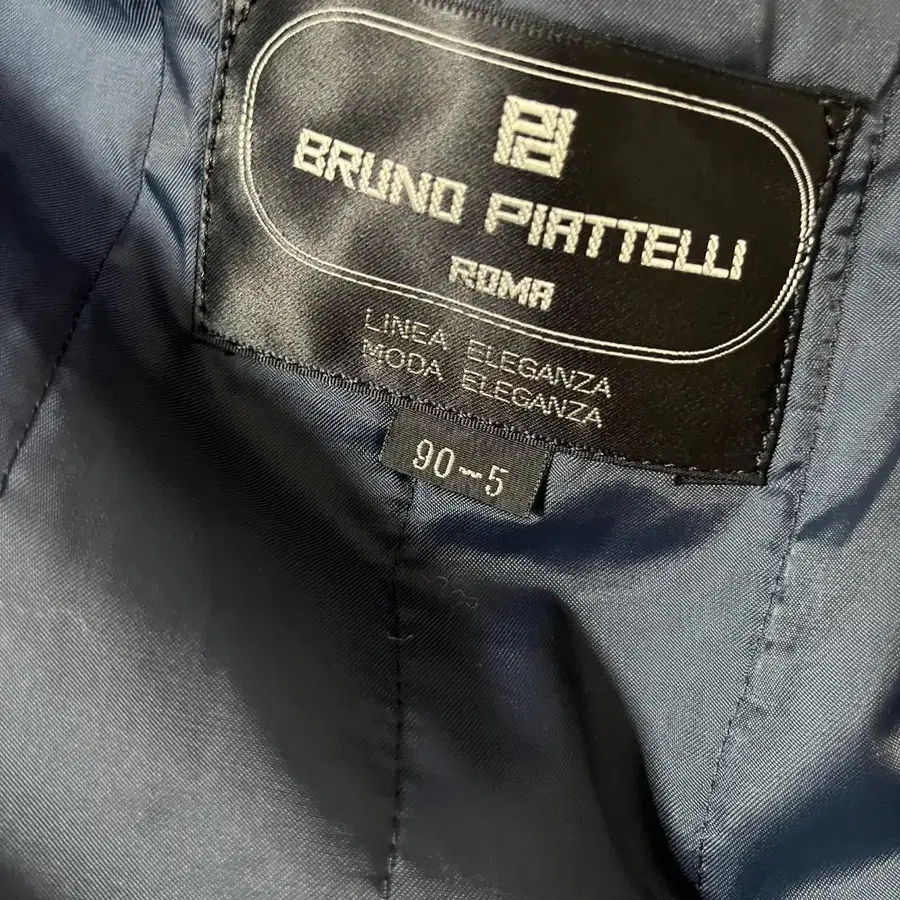 BRUNO PIATTELLI
ROMA
LINEA ELEGANZA
MODA ELEGANZA
90-5